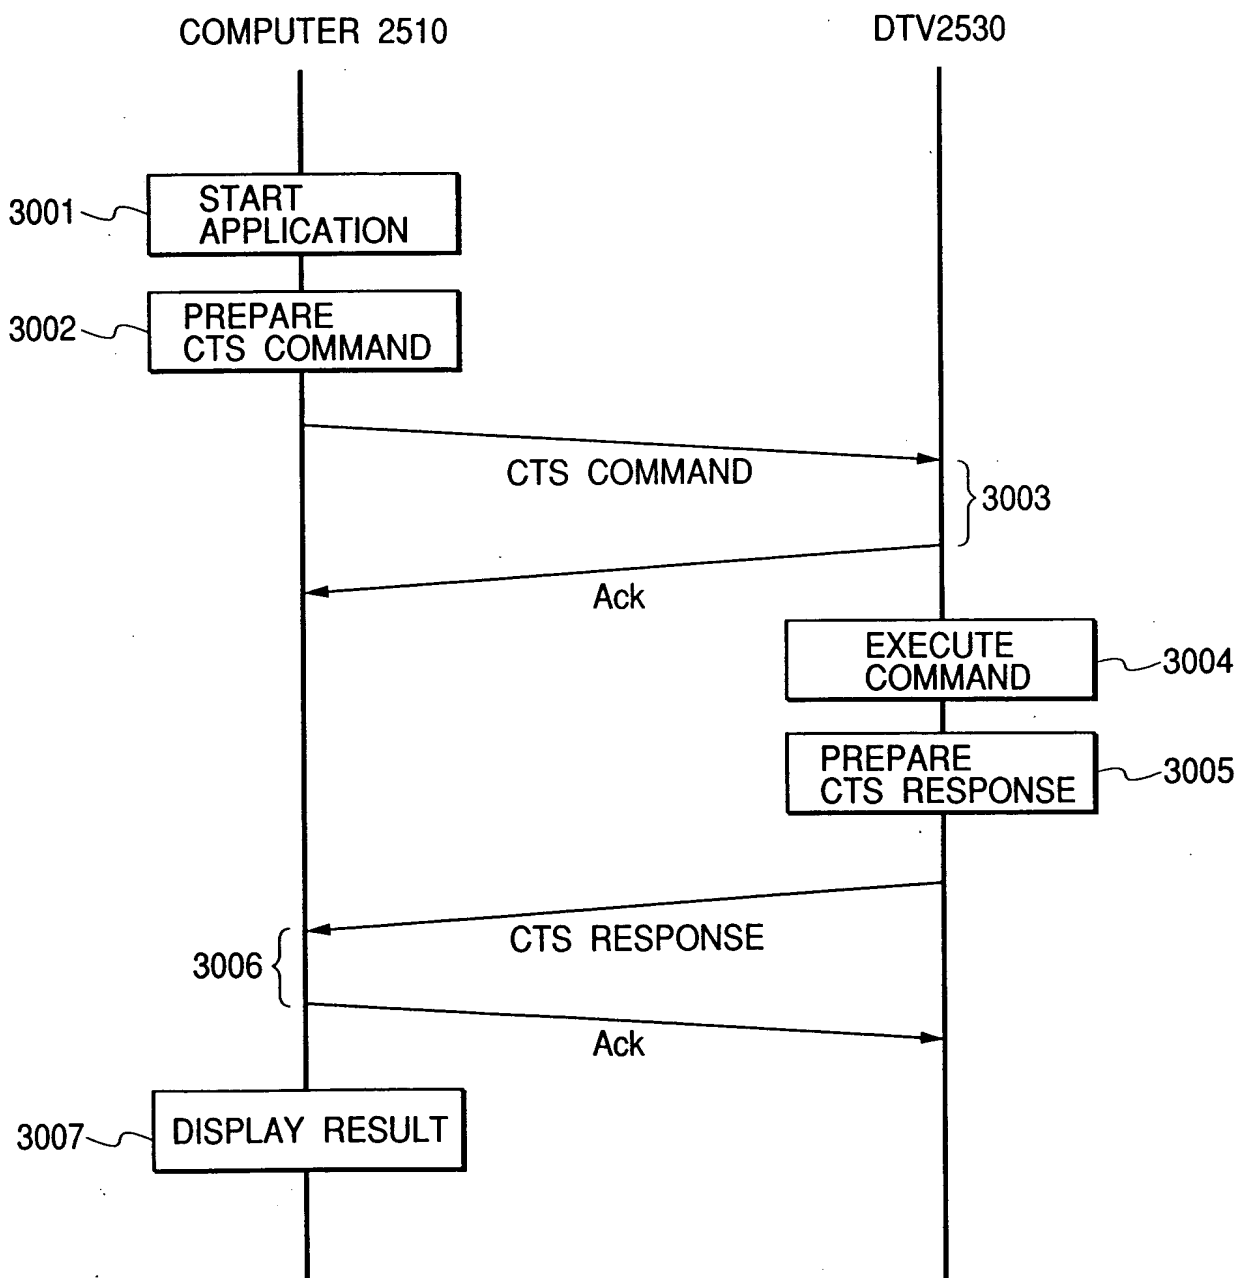 COMPUTER 2510
DTV2530
3001
START
APPLICATION
3002
PREPARE
CTS COMMAND
CTS COMMAND
3003
Ack
EXECUTE
COMMAND
3004
PREPARE
CTS RESPONSE
3005
CTS RESPONSE
3006
Ack
3007
DISPLAY RESULT